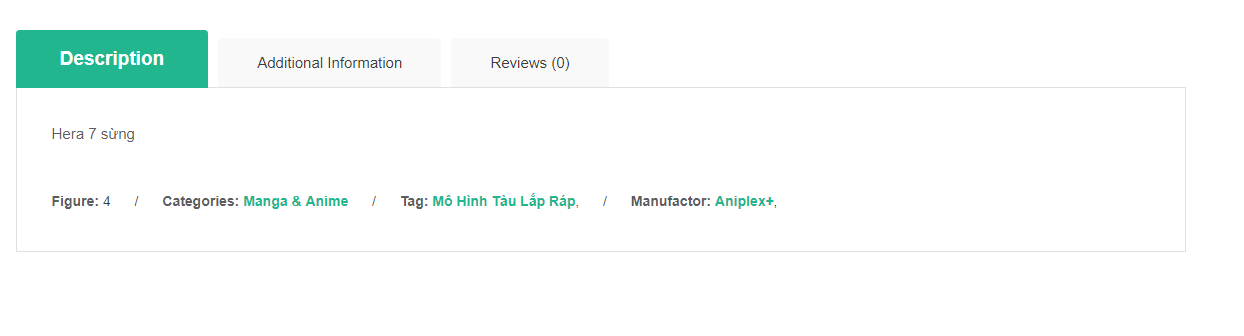 Description Additional Information Reviews (0)
Hera 7 sừng
Figure: 4 / Categories: Manga & Anime / Tag: Mô Hình Tàu Lắp Ráp, / Manufactor: Aniplex+,